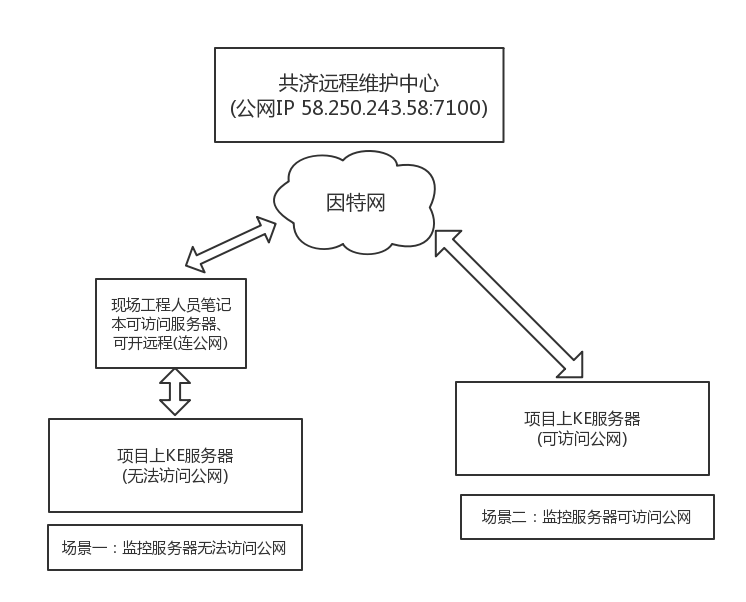 共济远程维护中心
(公网IP 58.250.243.58:7100)
因特网
现场工程人员笔记
本可访问服务器、
可开远程(连公网)
项目上KE服务器
(无法访问公网)
场景一：监控服务器无法访问公网
项目上KE服务器
(可访问公网)
场景二：监控服务器可访问公网